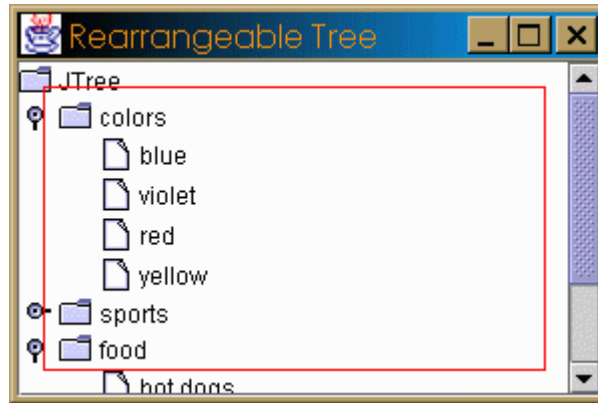 Rearrangeable Tree
JTree
colors
blue
violet
red
yellow
sports
food
hot dogs